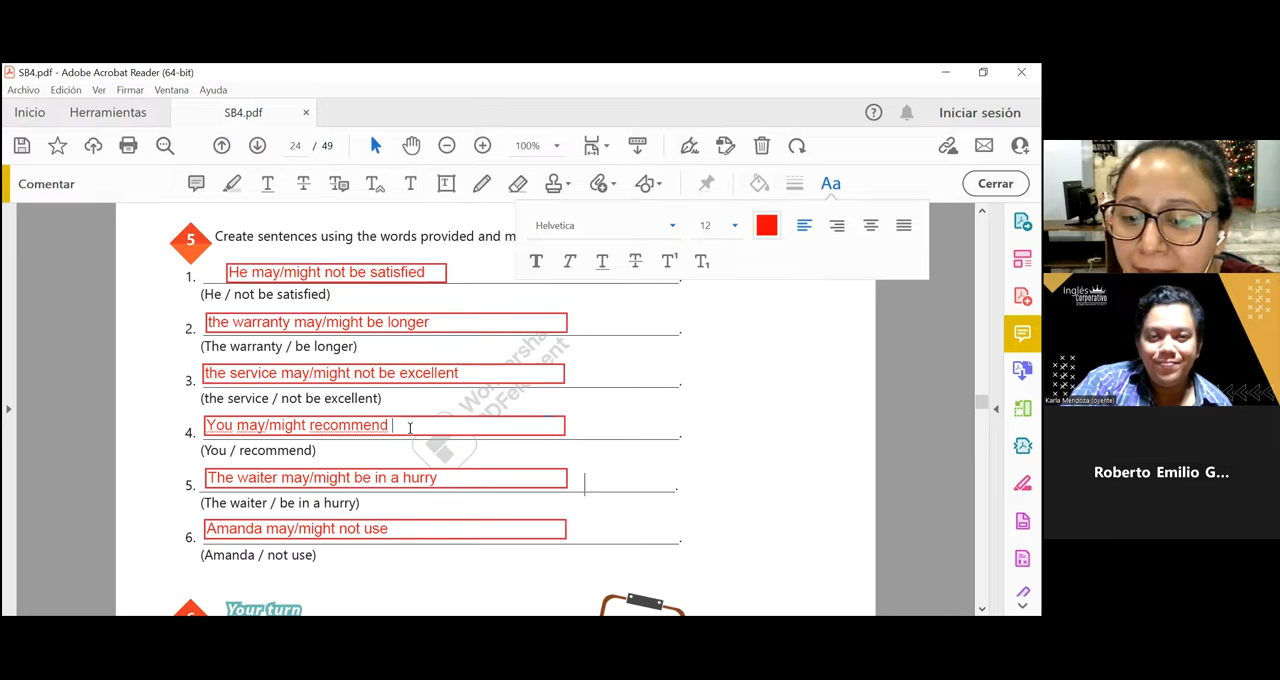 SB4.pdf - Adobe Acrobat Reader (64-bit)
Archivo Edición Ver Firmar Ventana Ayuda
Inicio Herramientas SB4.pdf × Iniciar sesión
24 / 49 100%
Comentar Cerrar
Helvetica 12
5 Create sentences using the words provided and m
1. He may/might not be satisfied .
(He / not be satisfied)
2. the warranty may/might be longer .
(The warranty / be longer)
3. the service may/might not be excellent .
(the service / not be excellent)
4. You may/might recommend .
(You / recommend)
5. The waiter may/might be in a hurry .
(The waiter / be in a hurry)
6. Amanda may/might not use .
(Amanda / not use)
Your turn
Inglés
Corporativo
Karla Mendoza (oyente)
Roberto Emilio G...